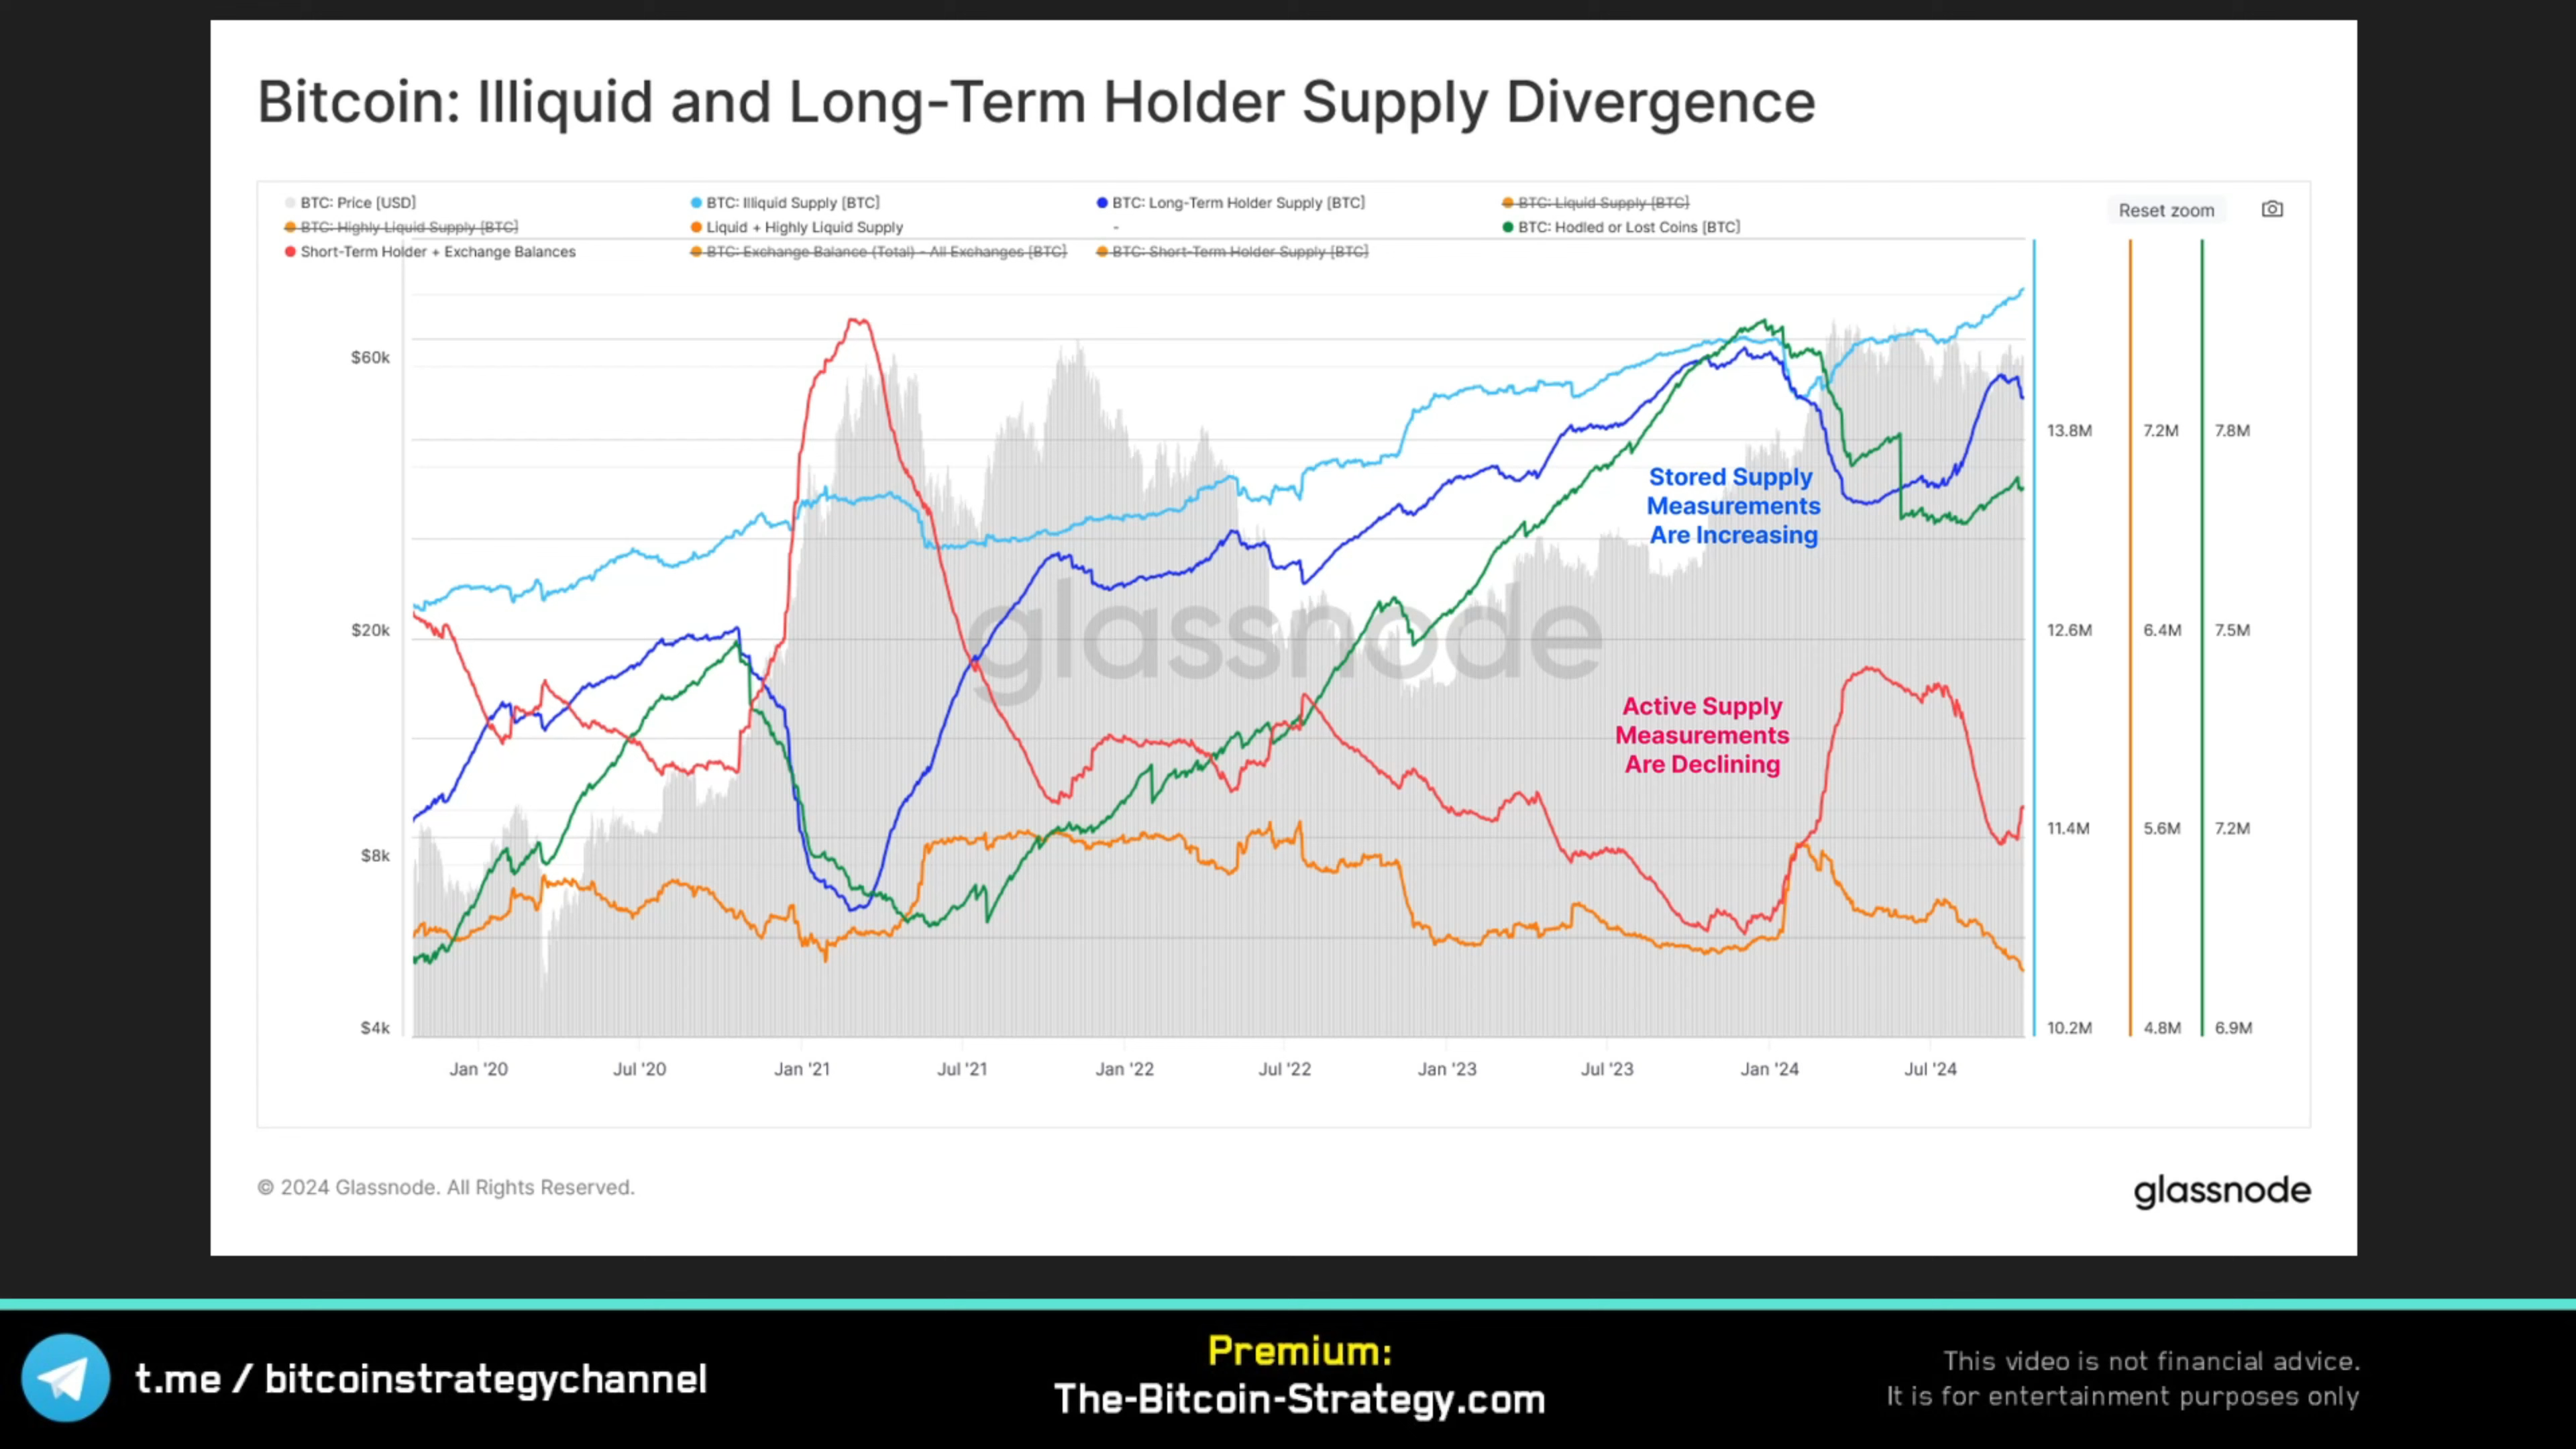 Bitcoin: Illiquid and Long-Term Holder Supply Divergence
BTC: Price [USD]
BTC: Illiquid Supply [BTC]
BTC: Long-Term Holder Supply [BTC]
BTC: Liquid Supply [BTC]
Reset zoom
BTC: Highly Liquid Supply [BTC]
Liquid + Highly Liquid Supply
-
BTC: Hodled or Lost Coins [BTC]
Short-Term Holder + Exchange Balances
BTC: Exchange Balance (Total) - All Exchanges [BTC]
BTC: Short-Term Holder Supply [BTC]
$60k
$20k
$8k
$4k
Stored Supply
Measurements
Are Increasing
glassnode
Active Supply
Measurements
Are Declining
13.8M
7.2M
7.8M
12.6M
6.4M
7.5M
11.4M
5.6M
7.2M
10.2M
4.8M
6.9M
Jan '20
Jul '20
Jan '21
Jul '21
Jan '22
Jul '22
Jan '23
Jul '23
Jan '24
Jul '24
© 2024 Glassnode. All Rights Reserved.
glassnode
t.me / bitcoinstrategychannel
Premium:
The-Bitcoin-Strategy.com
This video is not financial advice.
It is for entertainment purposes only